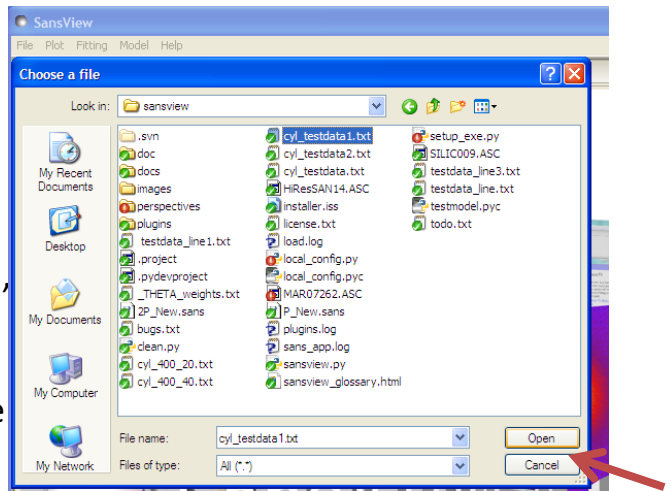 SansView
File Plot Fitting Model Help
Choose a file
Look in: sansview
My Recent Documents
Desktop
My Documents
My Computer
My Network
.svn
doc
docs
images
perspectives
plugins
testdata_line1.txt
.project
.pydevproject
_THETA_weights.txt
2P_New.sans
bugs.txt
clean.py
cyl_400_20.txt
cyl_400_40.txt
cyl_testdata1.txt
cyl_testdata2.txt
cyl_testdata.txt
HiResSAN14.ASC
installer.iss
license.txt
load.log
local_config.py
local_config.pyc
MAR07262.ASC
P_New.sans
plugins.log
sans_app.log
sansview.py
sansview_glossary.html
setup_exe.py
SILIC009.ASC
testdata_line3.txt
testdata_line.txt
testmodel.pyc
todo.txt
File name: cyl_testdata1.txt Open
Files of type: All (*.*) Cancel
,
e